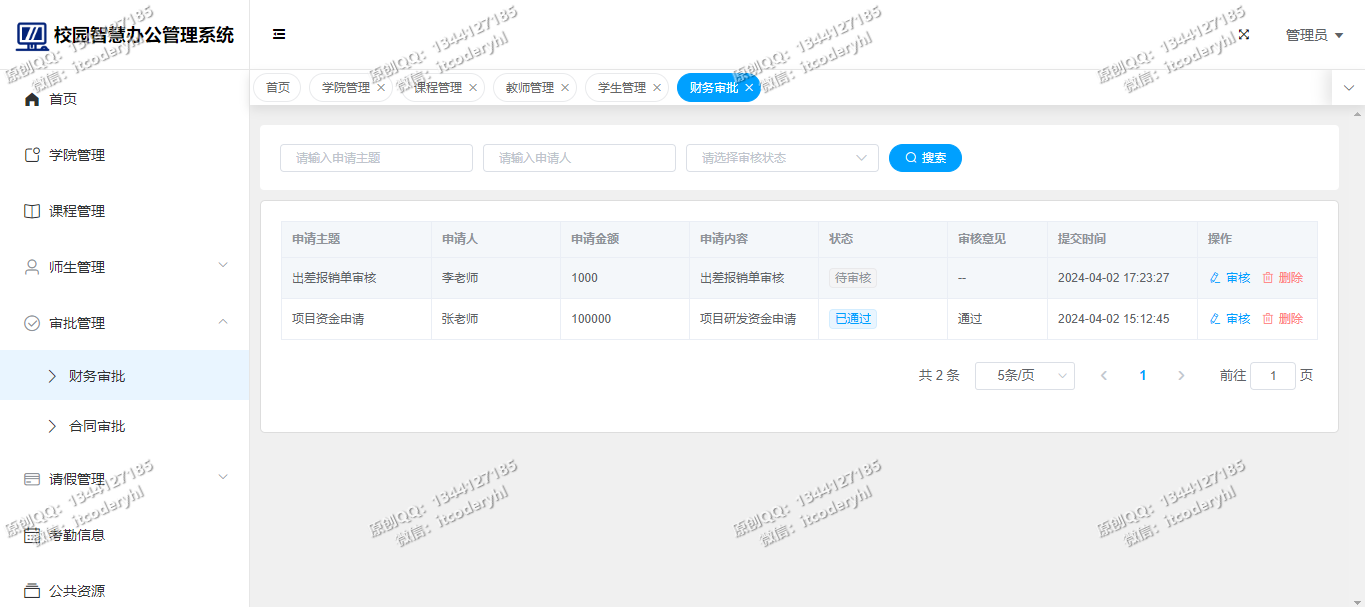 校园智慧办公管理系统
管理员
首页 学院管理 课程管理 教师管理 学生管理 财务审批
首页
学院管理
课程管理
师生管理
审批管理
财务审批
合同审批
请假管理
考勤信息
公共资源
请输入申请主题 请输入申请人 请选择审核状态 搜索
申请主题 申请人 申请金额 申请内容 状态 审核意见 提交时间 操作
出差报销单审核 李老师 1000 出差报销单审核 待审核 -- 2024-04-02 17:23:27 审核 删除
项目资金申请 张老师 100000 项目研发资金申请 已通过 通过 2024-04-02 15:12:45 审核 删除
共 2 条 5条/页 1 前往 1 页
原创QQ：1344127185
微信：itcoderyhl
原创QQ：1344127185
微信：itcoderyhl
原创QQ：1344127185
微信：itcoderyhl
原创QQ：1344127185
微信：itcoderyhl
原创QQ：1344127185
微信：itcoderyhl
原创QQ：1344127185
微信：itcoderyhl
原创QQ：1344127185
微信：itcoderyhl
原创QQ：1344127185
微信：itcoderyhl